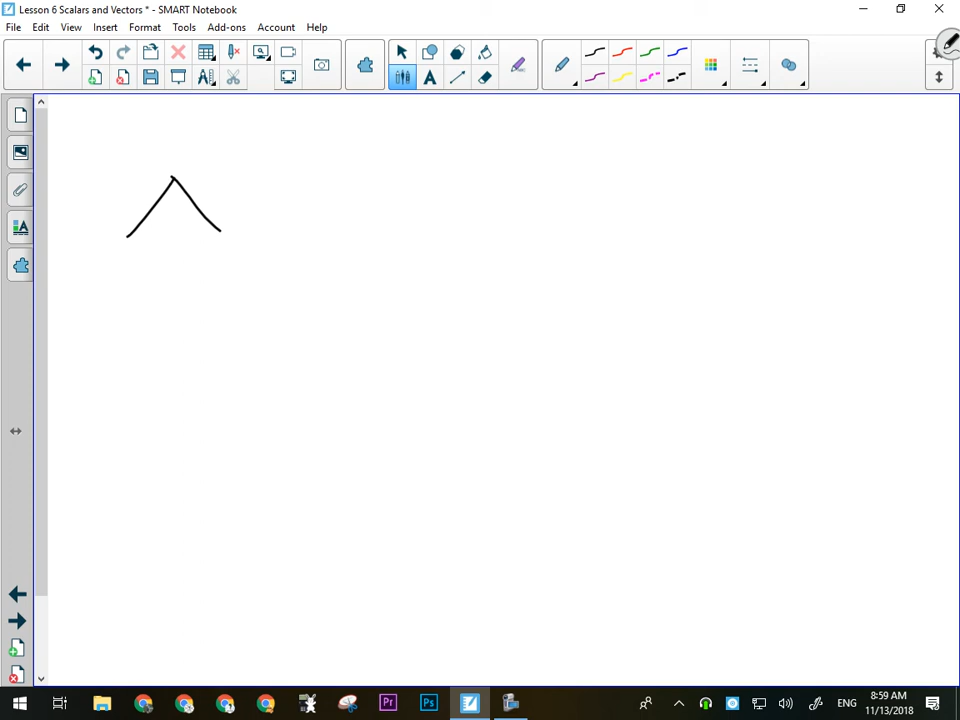 Lesson 6 Scalars and Vectors * - SMART Notebook
File Edit View Insert Format Tools Add-ons Account Help
ENG
8:59 AM
11/13/2018